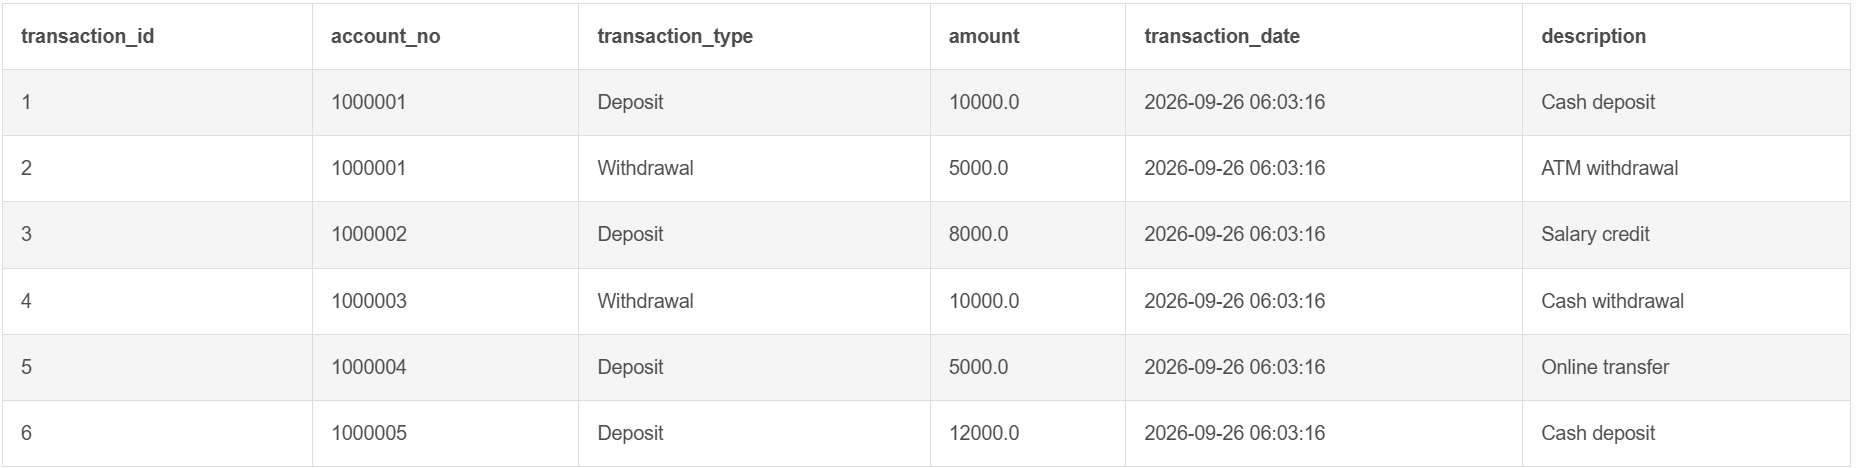 transaction_id account_no transaction_type amount transaction_date description
1 1000001 Deposit 10000.0 2026-09-26 06:03:16 Cash deposit
2 1000001 Withdrawal 5000.0 2026-09-26 06:03:16 ATM withdrawal
3 1000002 Deposit 8000.0 2026-09-26 06:03:16 Salary credit
4 1000003 Withdrawal 10000.0 2026-09-26 06:03:16 Cash withdrawal
5 1000004 Deposit 5000.0 2026-09-26 06:03:16 Online transfer
6 1000005 Deposit 12000.0 2026-09-26 06:03:16 Cash deposit